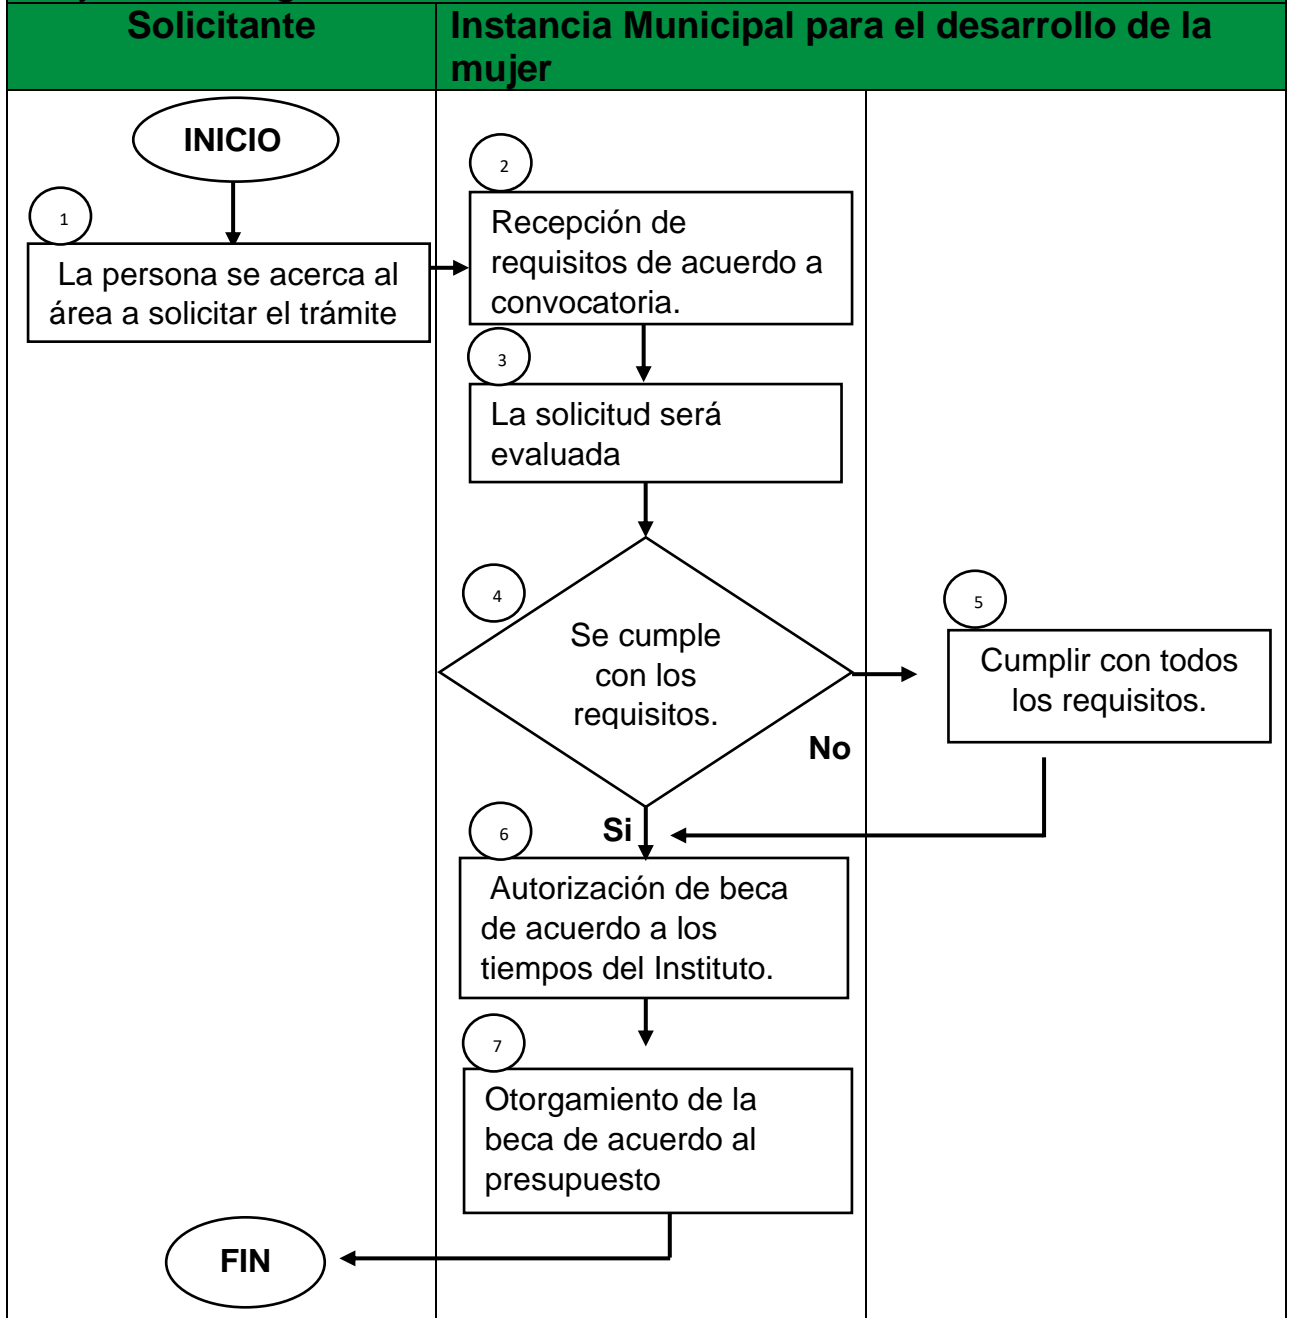 Solicitante
Instancia Municipal para el desarrollo de la
mujer
INICIO
1
La persona se acerca al
área a solicitar el trámite
2
Recepción de
requisitos de acuerdo a
convocatoria.
3
La solicitud será
evaluada
4
Se cumple
con los
requisitos.
No
5
Cumplir con todos
los requisitos.
Si
6
Autorización de beca
de acuerdo a los
tiempos del Instituto.
7
Otorgamiento de la
beca de acuerdo al
presupuesto
FIN